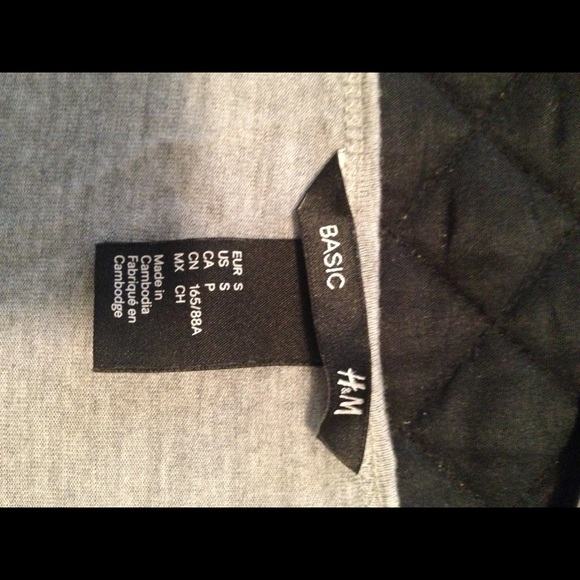 BASIC H&M
EUR S
US S
CA P
CN 165/88A
MX CH
Made in
Cambodia
Fabriqué en
Cambodge